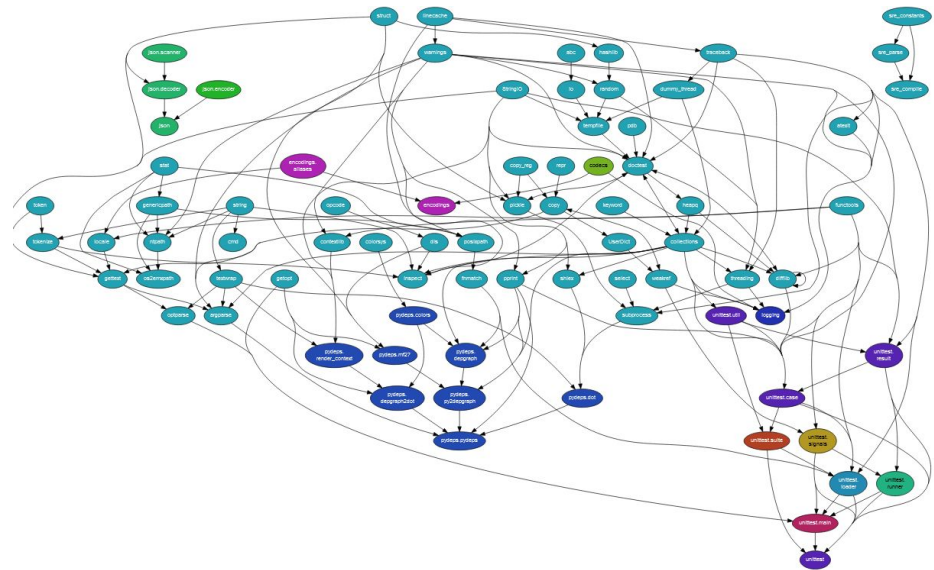 struct
linecache
sre_constants
json.scanner
warnings
abc
hashlib
traceback
sre_parse
json.decoder
json.encoder
StringIO
io
random
dummy_thread
sre_compile
json
tempfile
pdb
atexit
stat
encodings.
aliases
copy_reg
repr
codecs
doctest
token
genericpath
string
opcode
encodings
pickle
copy
keyword
heapq
functools
tokenize
locale
ntpath
cmd
contextlib
colorsys
dis
posixpath
UserDict
collections
gettext
os2emxpath
textwrap
getopt
inspect
fnmatch
pprint
shlex
select
weakref
threading
difflib
optparse
argparse
pydeps.colors
subprocess
unittest.util
logging
pydeps.
render_context
pydeps.mf27
pydeps.
depgraph
unittest.
result
pydeps.
depgraph2dot
pydeps.
py2depgraph
pydeps.dot
unittest.case
pydeps.pydeps
unittest.suite
unittest.
signals
unittest.
loader
unittest.
runner
unittest.main
unittest